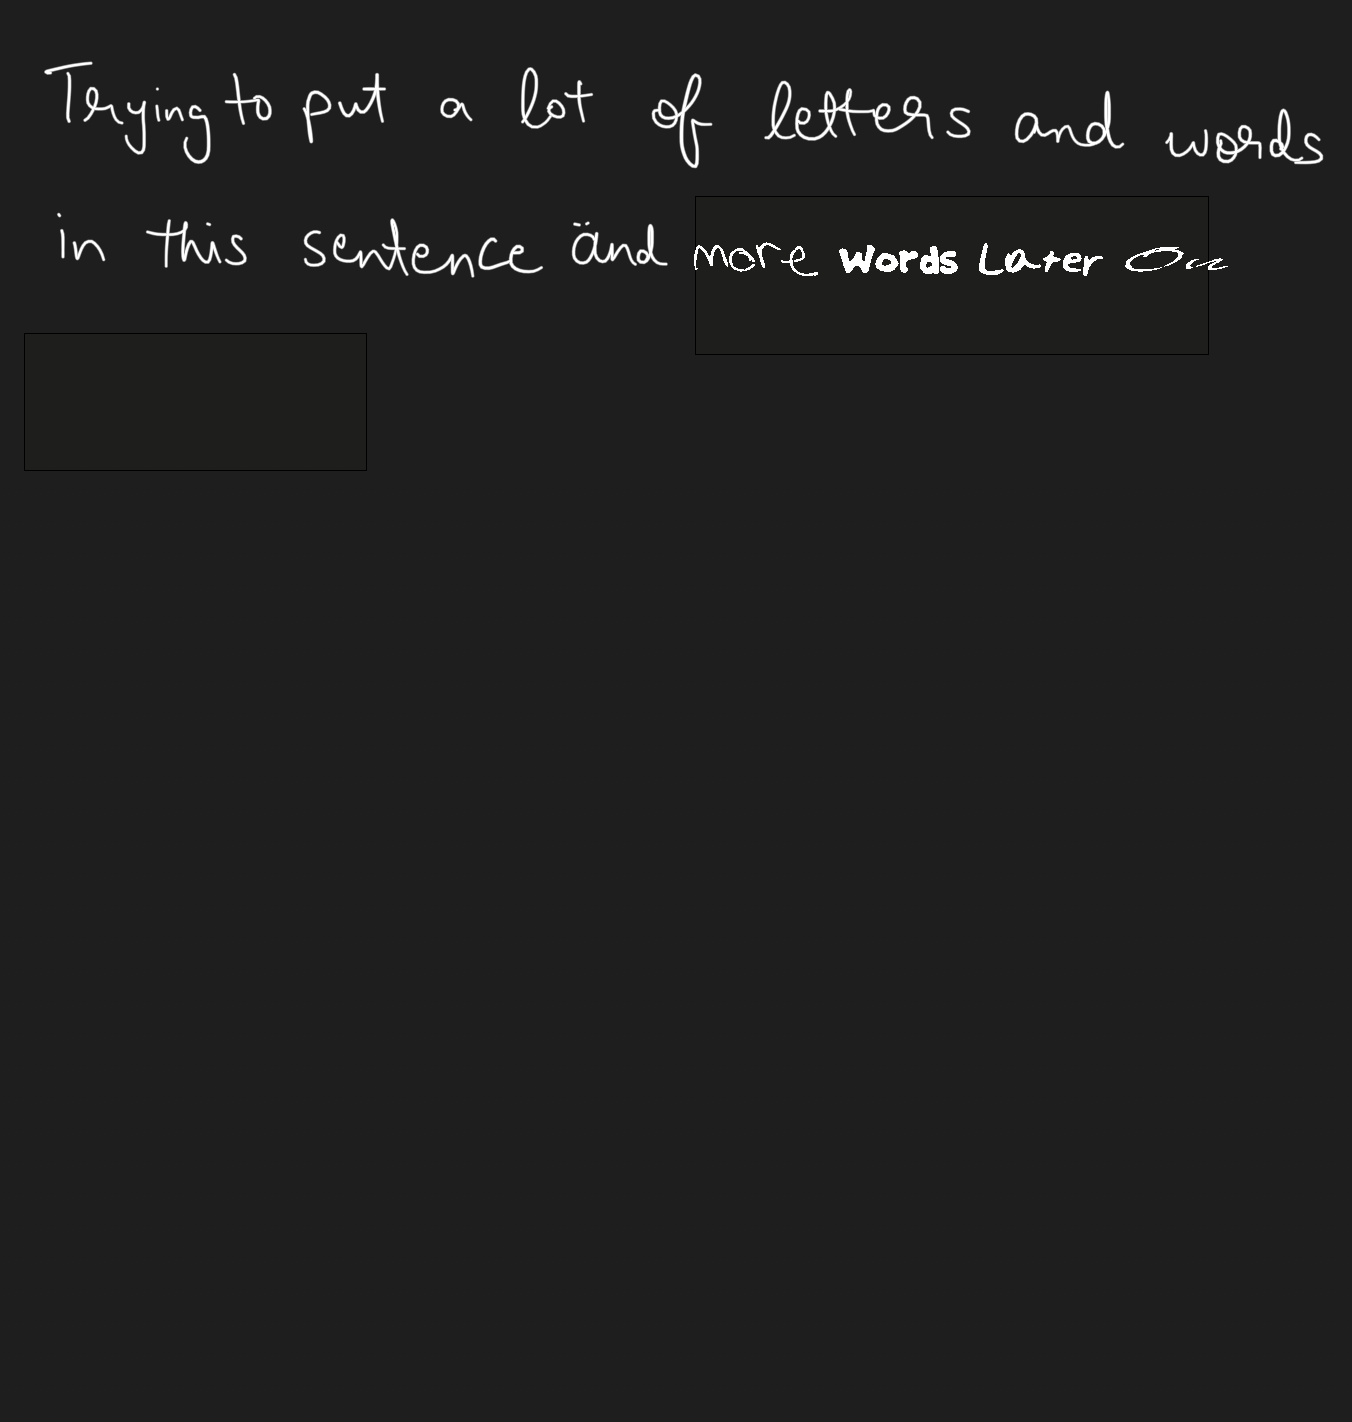 Trying to put a lot of letters and words
in this sentence änd more words Later On